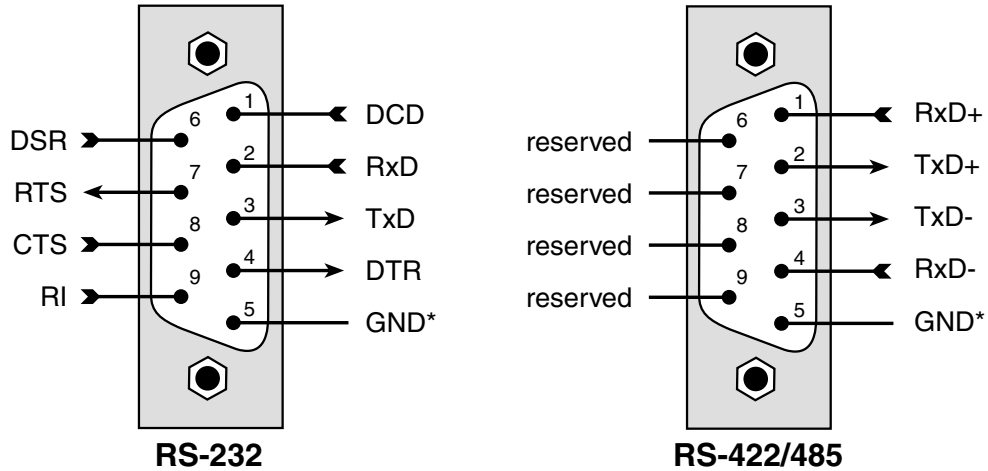 1 DCD
6
DSR
2 RxD
7
RTS
3 TxD
8
CTS
4 DTR
9
RI
5 GND*
RS-232
1 RxD+
6
reserved
2 TxD+
7
reserved
3 TxD-
8
reserved
4 RxD-
9
reserved
5 GND*
RS-422/485